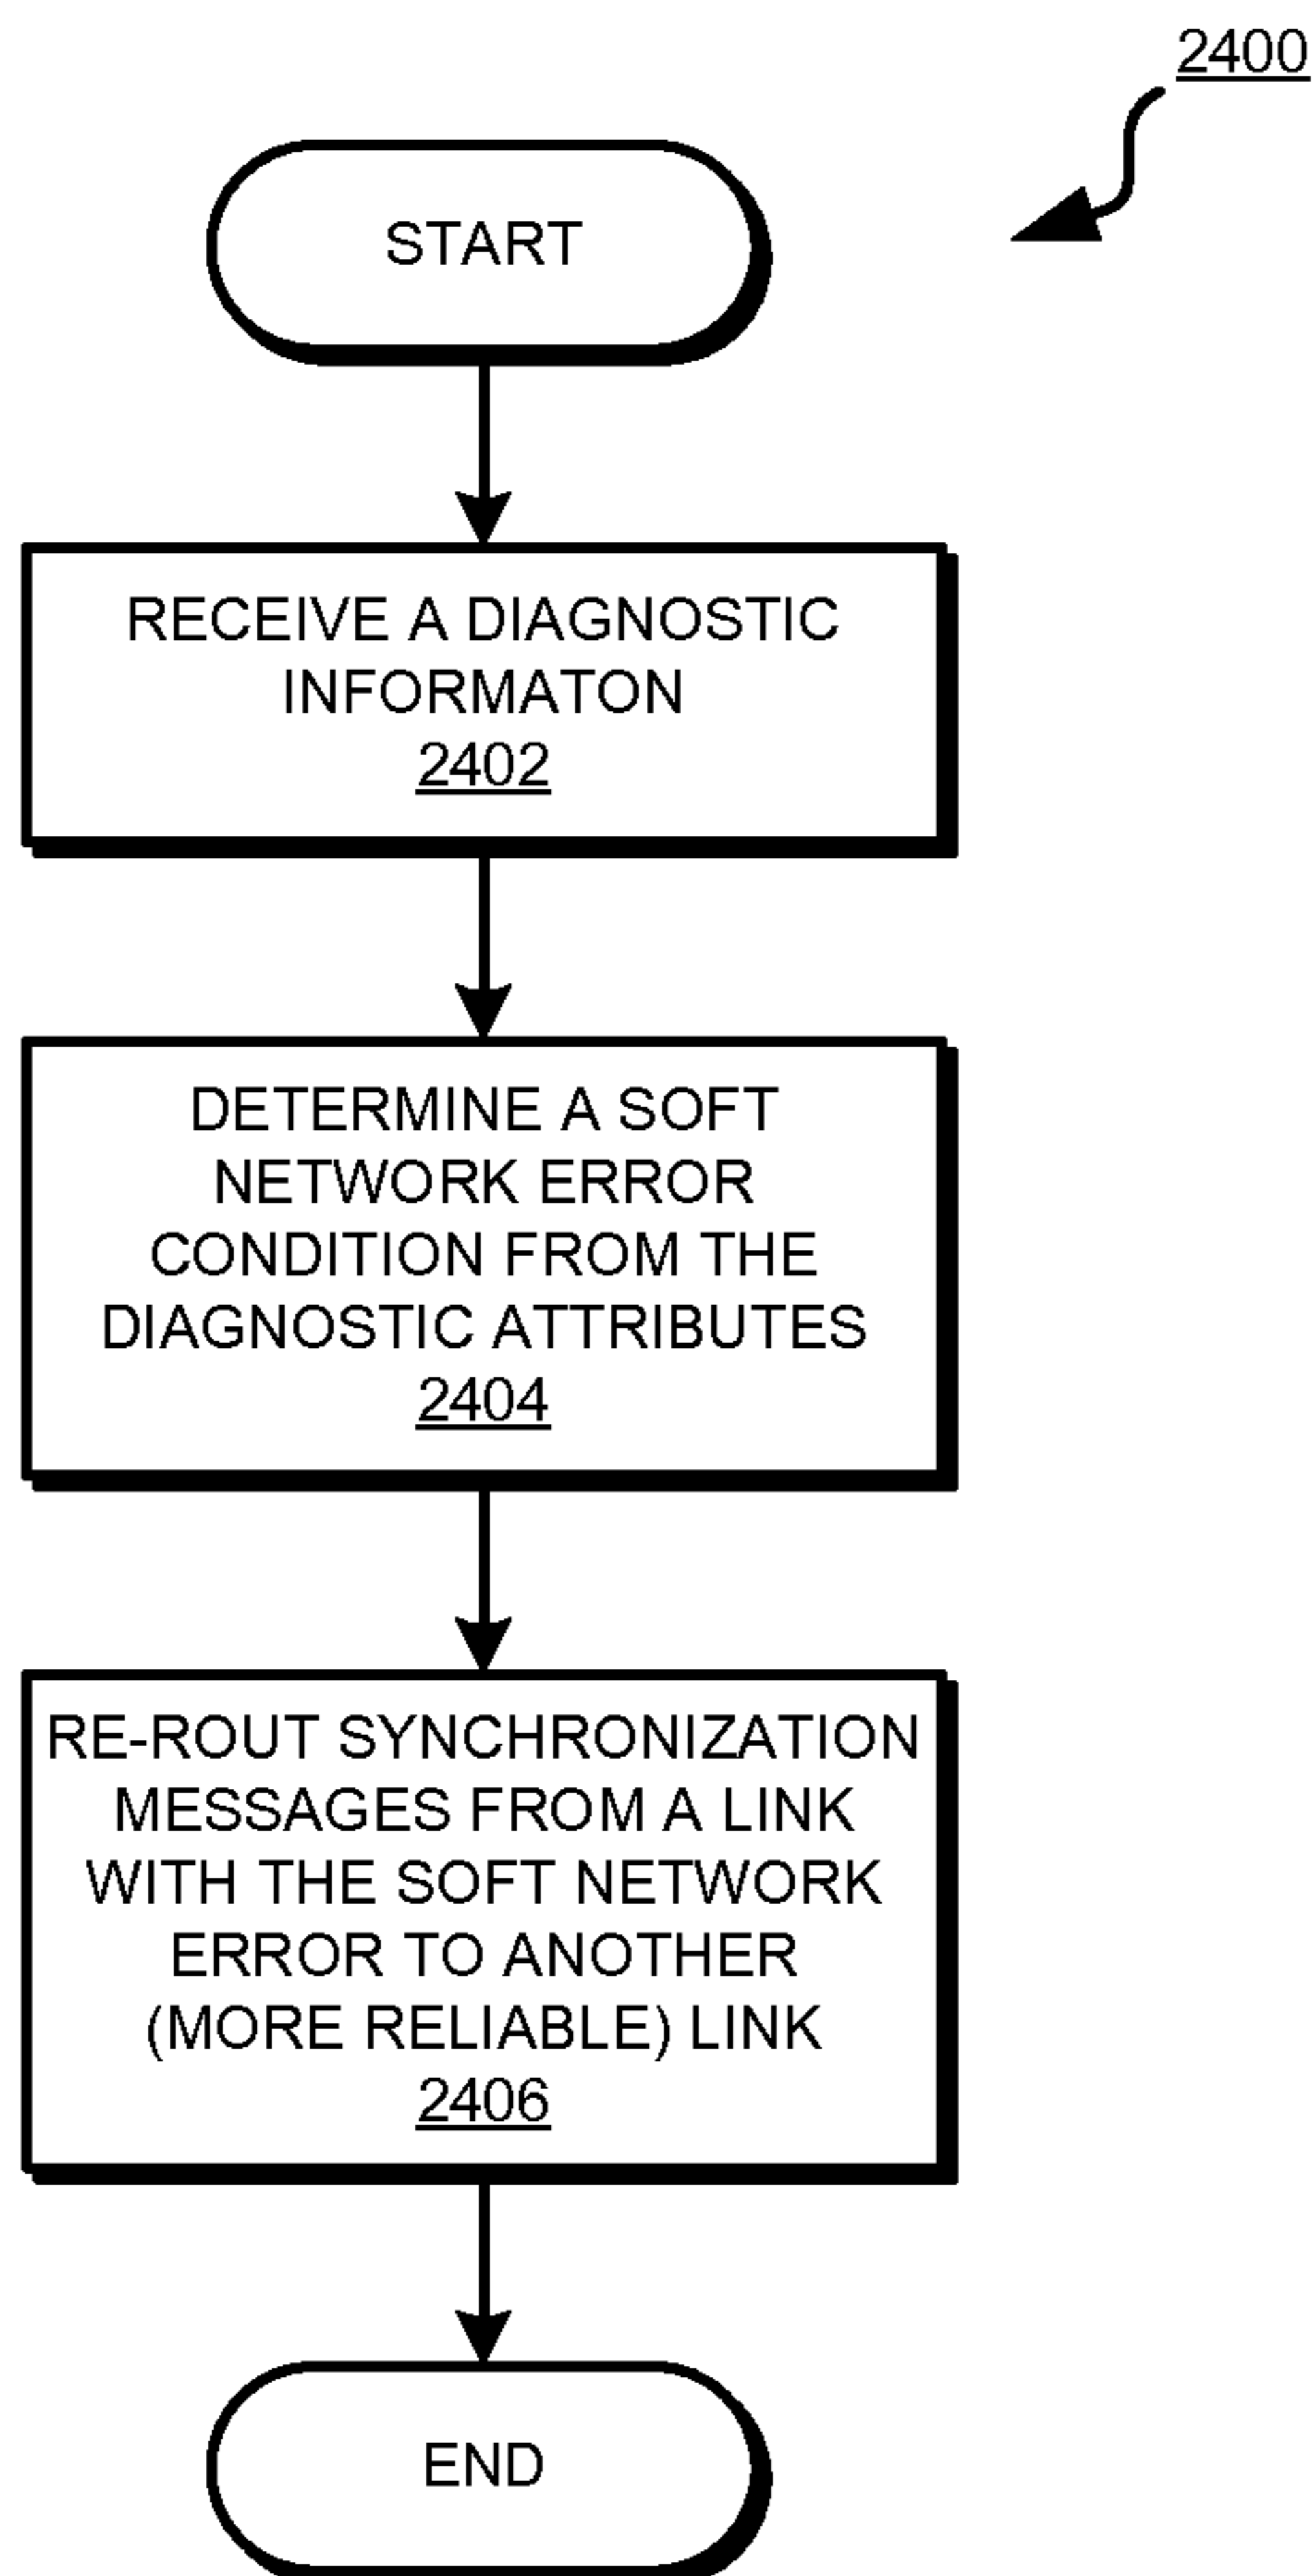 2400
START
RECEIVE A DIAGNOSTIC
INFORMATON
2402
DETERMINE A SOFT
NETWORK ERROR
CONDITION FROM THE
DIAGNOSTIC ATTRIBUTES
2404
RE-ROUT SYNCHRONIZATION
MESSAGES FROM A LINK
WITH THE SOFT NETWORK
ERROR TO ANOTHER
(MORE RELIABLE) LINK
2406
END